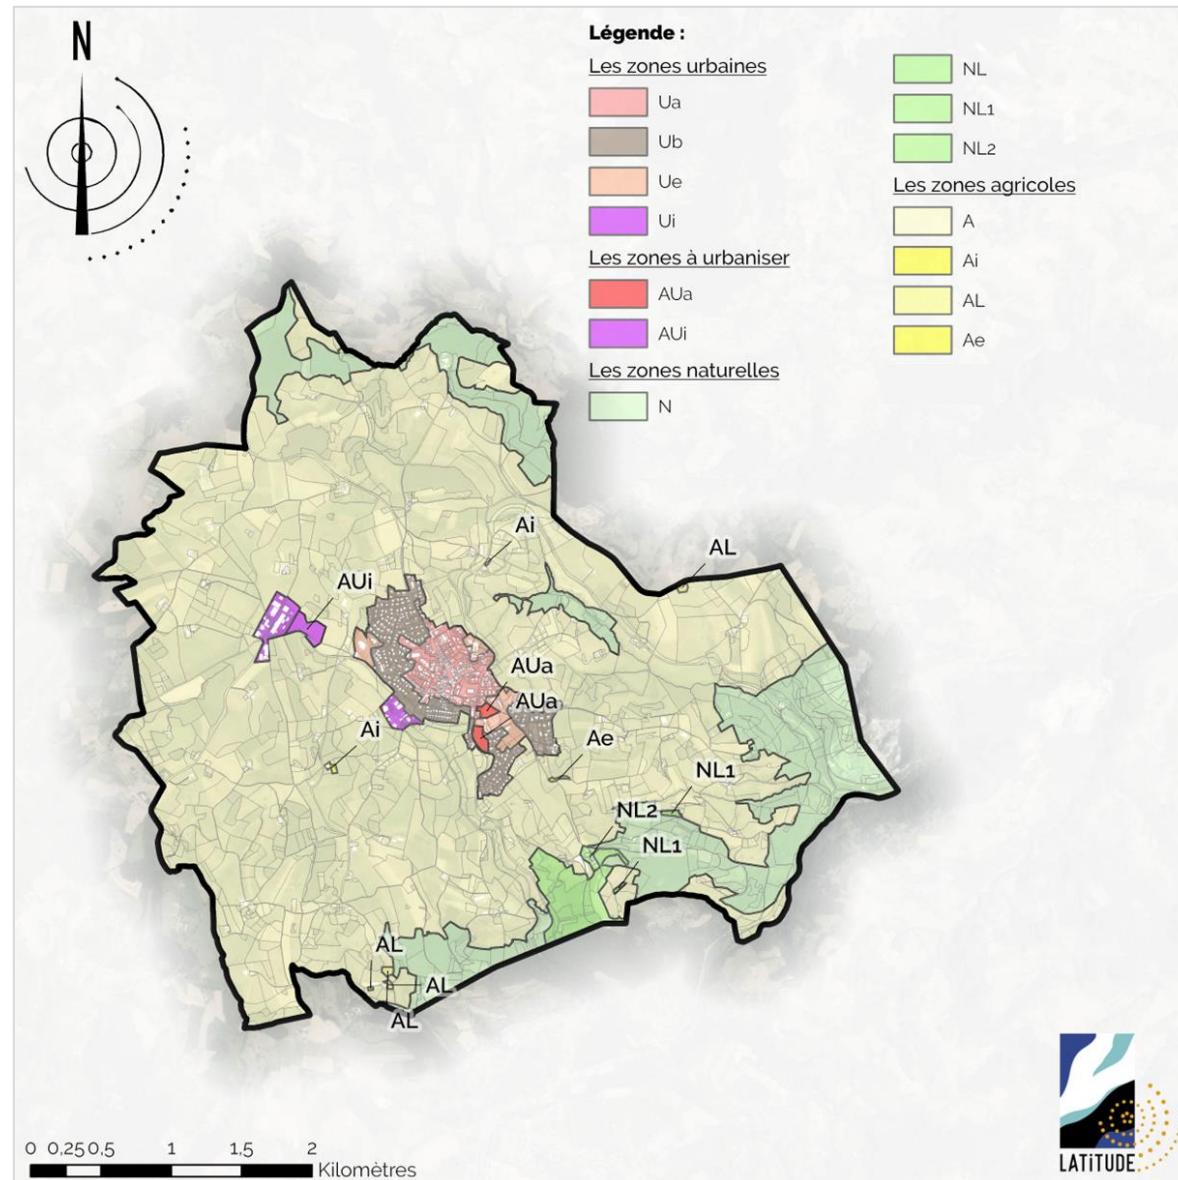 N
Légende :
Les zones urbaines
Ua
Ub
Ue
Ui
Les zones à urbaniser
AUa
AUi
Les zones naturelles
N
NL
NL1
NL2
Les zones agricoles
A
Ai
AL
Ae
Ai
AL
AUi
AUa
AUa
Ai
Ae
NL1
NL2
NL1
AL
AL
AL
0 0,25 0,5 1 1,5 2
Kilomètres
LATiTUDE